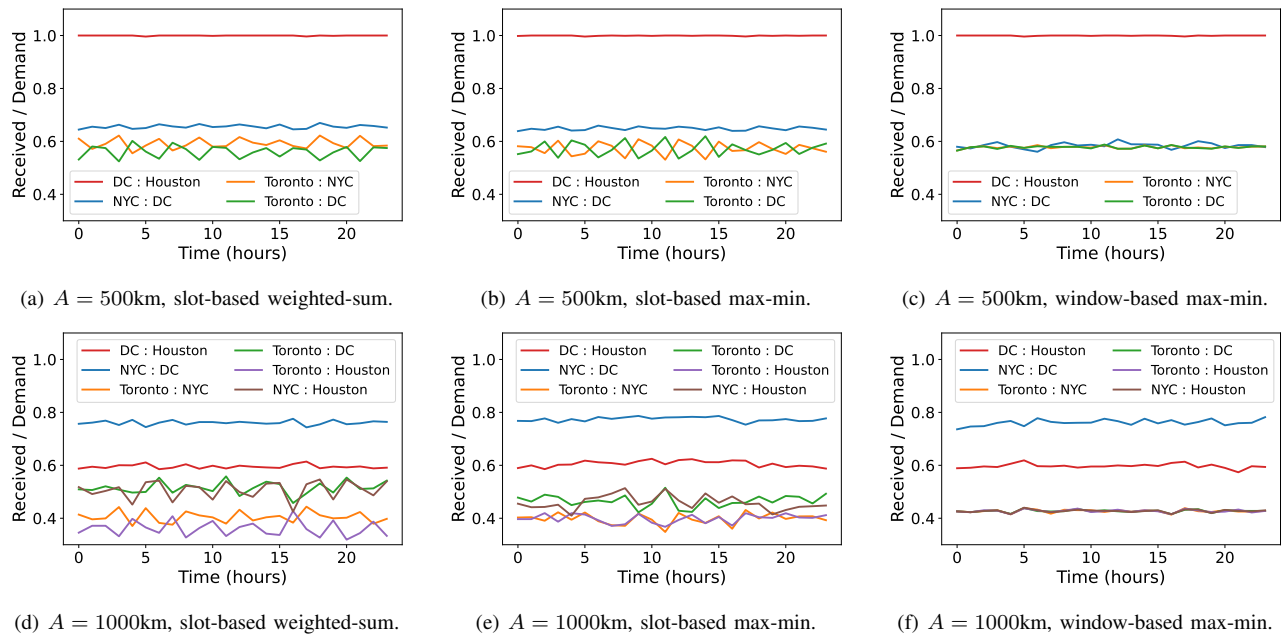 Received / Demand
1.0
0.8
0.6
0.4
DC : Houston
Toronto : NYC
NYC : DC
Toronto : DC
0
5
10
15
20
Time (hours)
(a) A = 500km, slot-based weighted-sum.
Received / Demand
1.0
0.8
0.6
0.4
DC : Houston
Toronto : NYC
NYC : DC
Toronto : DC
0
5
10
15
20
Time (hours)
(b) A = 500km, slot-based max-min.
Received / Demand
1.0
0.8
0.6
0.4
DC : Houston
Toronto : NYC
NYC : DC
Toronto : DC
0
5
10
15
20
Time (hours)
(c) A = 500km, window-based max-min.
Received / Demand
1.0
0.8
0.6
0.4
DC : Houston
Toronto : DC
NYC : DC
Toronto : Houston
Toronto : NYC
NYC : Houston
0
5
10
15
20
Time (hours)
(d) A = 1000km, slot-based weighted-sum.
Received / Demand
1.0
0.8
0.6
0.4
DC : Houston
Toronto : DC
NYC : DC
Toronto : Houston
Toronto : NYC
NYC : Houston
0
5
10
15
20
Time (hours)
(e) A = 1000km, slot-based max-min.
Received / Demand
1.0
0.8
0.6
0.4
DC : Houston
Toronto : DC
NYC : DC
Toronto : Houston
Toronto : NYC
NYC : Houston
0
5
10
15
20
Time (hours)
(f) A = 1000km, window-based max-min.